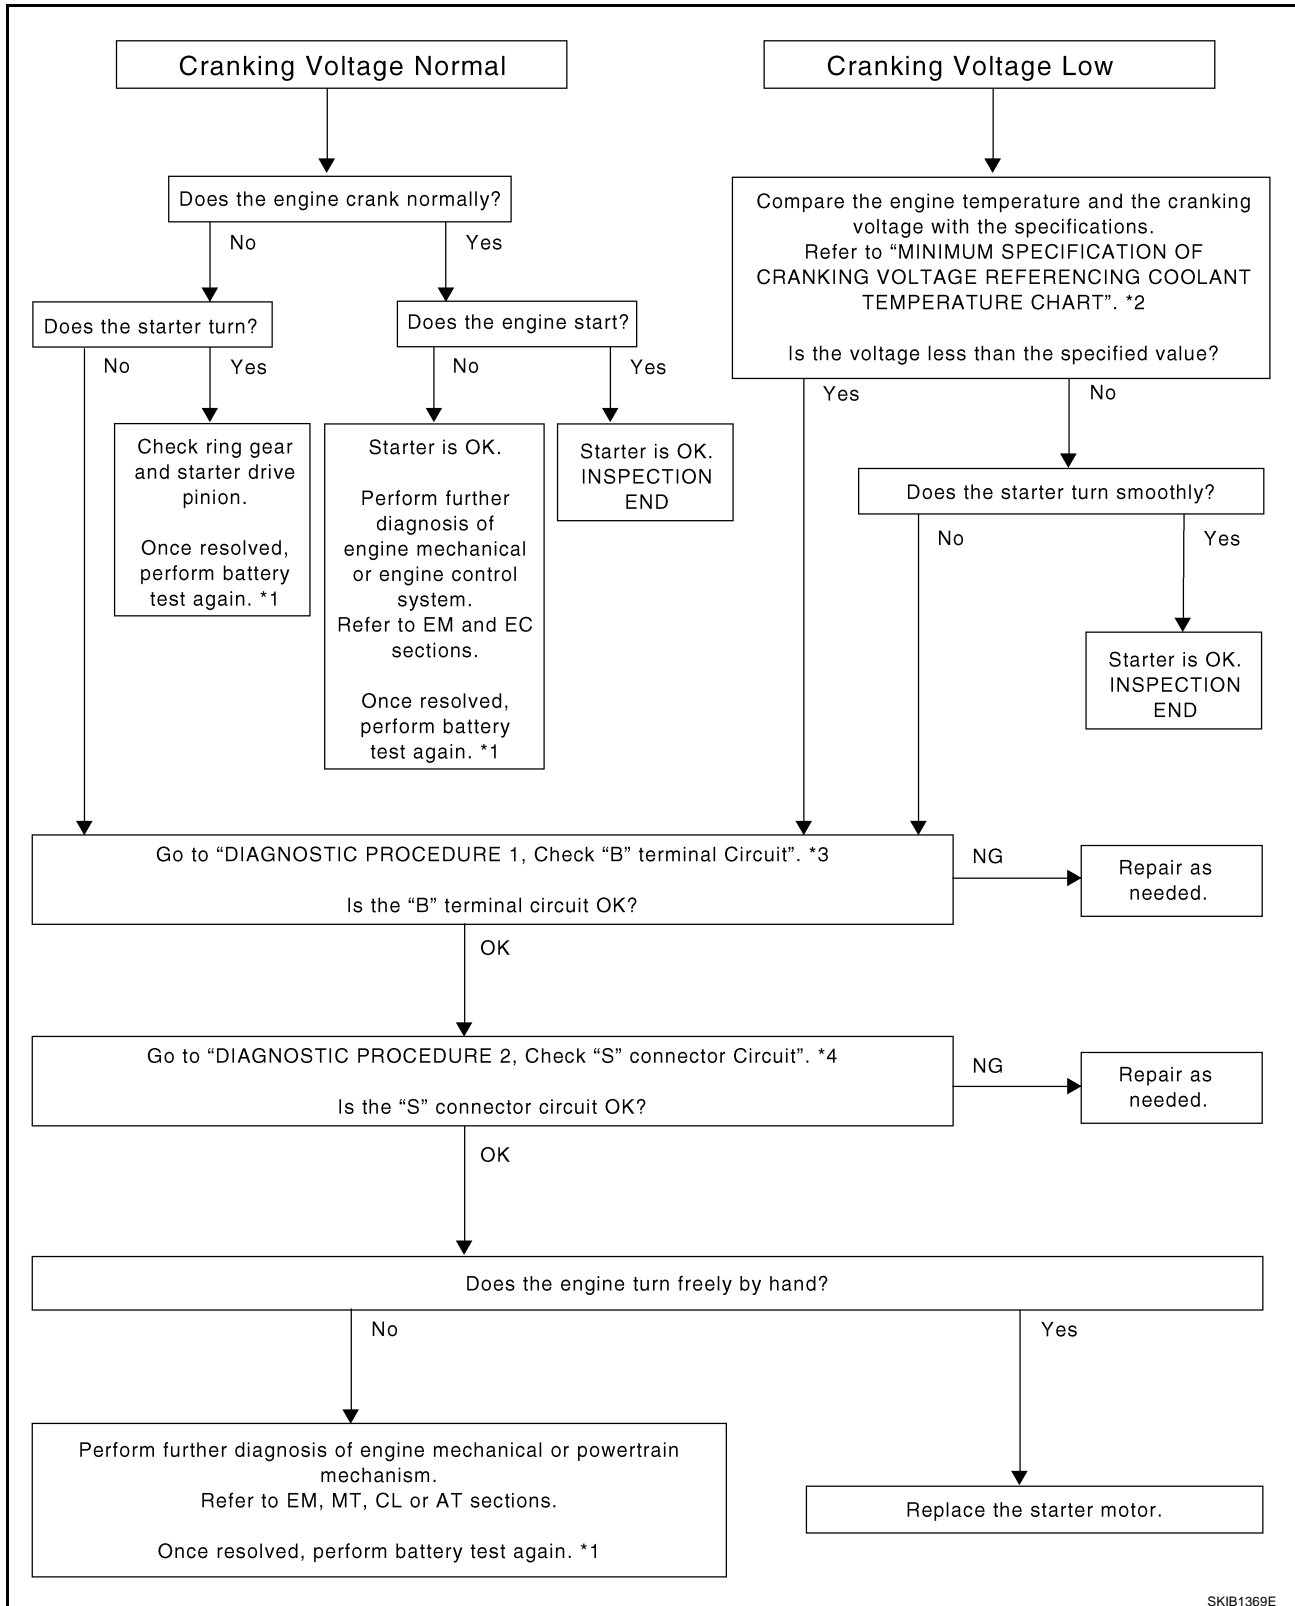 Cranking Voltage Normal
Cranking Voltage Low
Does the engine crank normally?
No
Yes
Does the starter turn?
No
Yes
Does the engine start?
No
Yes
Check ring gear
and starter drive
pinion.
Once resolved,
perform battery
test again. *1
Starter is OK.
Perform further
diagnosis of
engine mechanical
or engine control
system.
Refer to EM and EC
sections.
Once resolved,
perform battery
test again. *1
Starter is OK.
INSPECTION
END
Compare the engine temperature and the cranking
voltage with the specifications.
Refer to “MINIMUM SPECIFICATION OF
CRANKING VOLTAGE REFERENCING COOLANT
TEMPERATURE CHART”. *2
Is the voltage less than the specified value?
Yes
No
Does the starter turn smoothly?
No
Yes
Starter is OK.
INSPECTION
END
Go to “DIAGNOSTIC PROCEDURE 1, Check “B” terminal Circuit”. *3
Is the “B” terminal circuit OK?
NG
Repair as
needed.
OK
Go to “DIAGNOSTIC PROCEDURE 2, Check “S” connector Circuit”. *4
Is the “S” connector circuit OK?
NG
Repair as
needed.
OK
Does the engine turn freely by hand?
No
Yes
Perform further diagnosis of engine mechanical or powertrain
mechanism.
Refer to EM, MT, CL or AT sections.
Once resolved, perform battery test again. *1
Replace the starter motor.
SKIB1369E